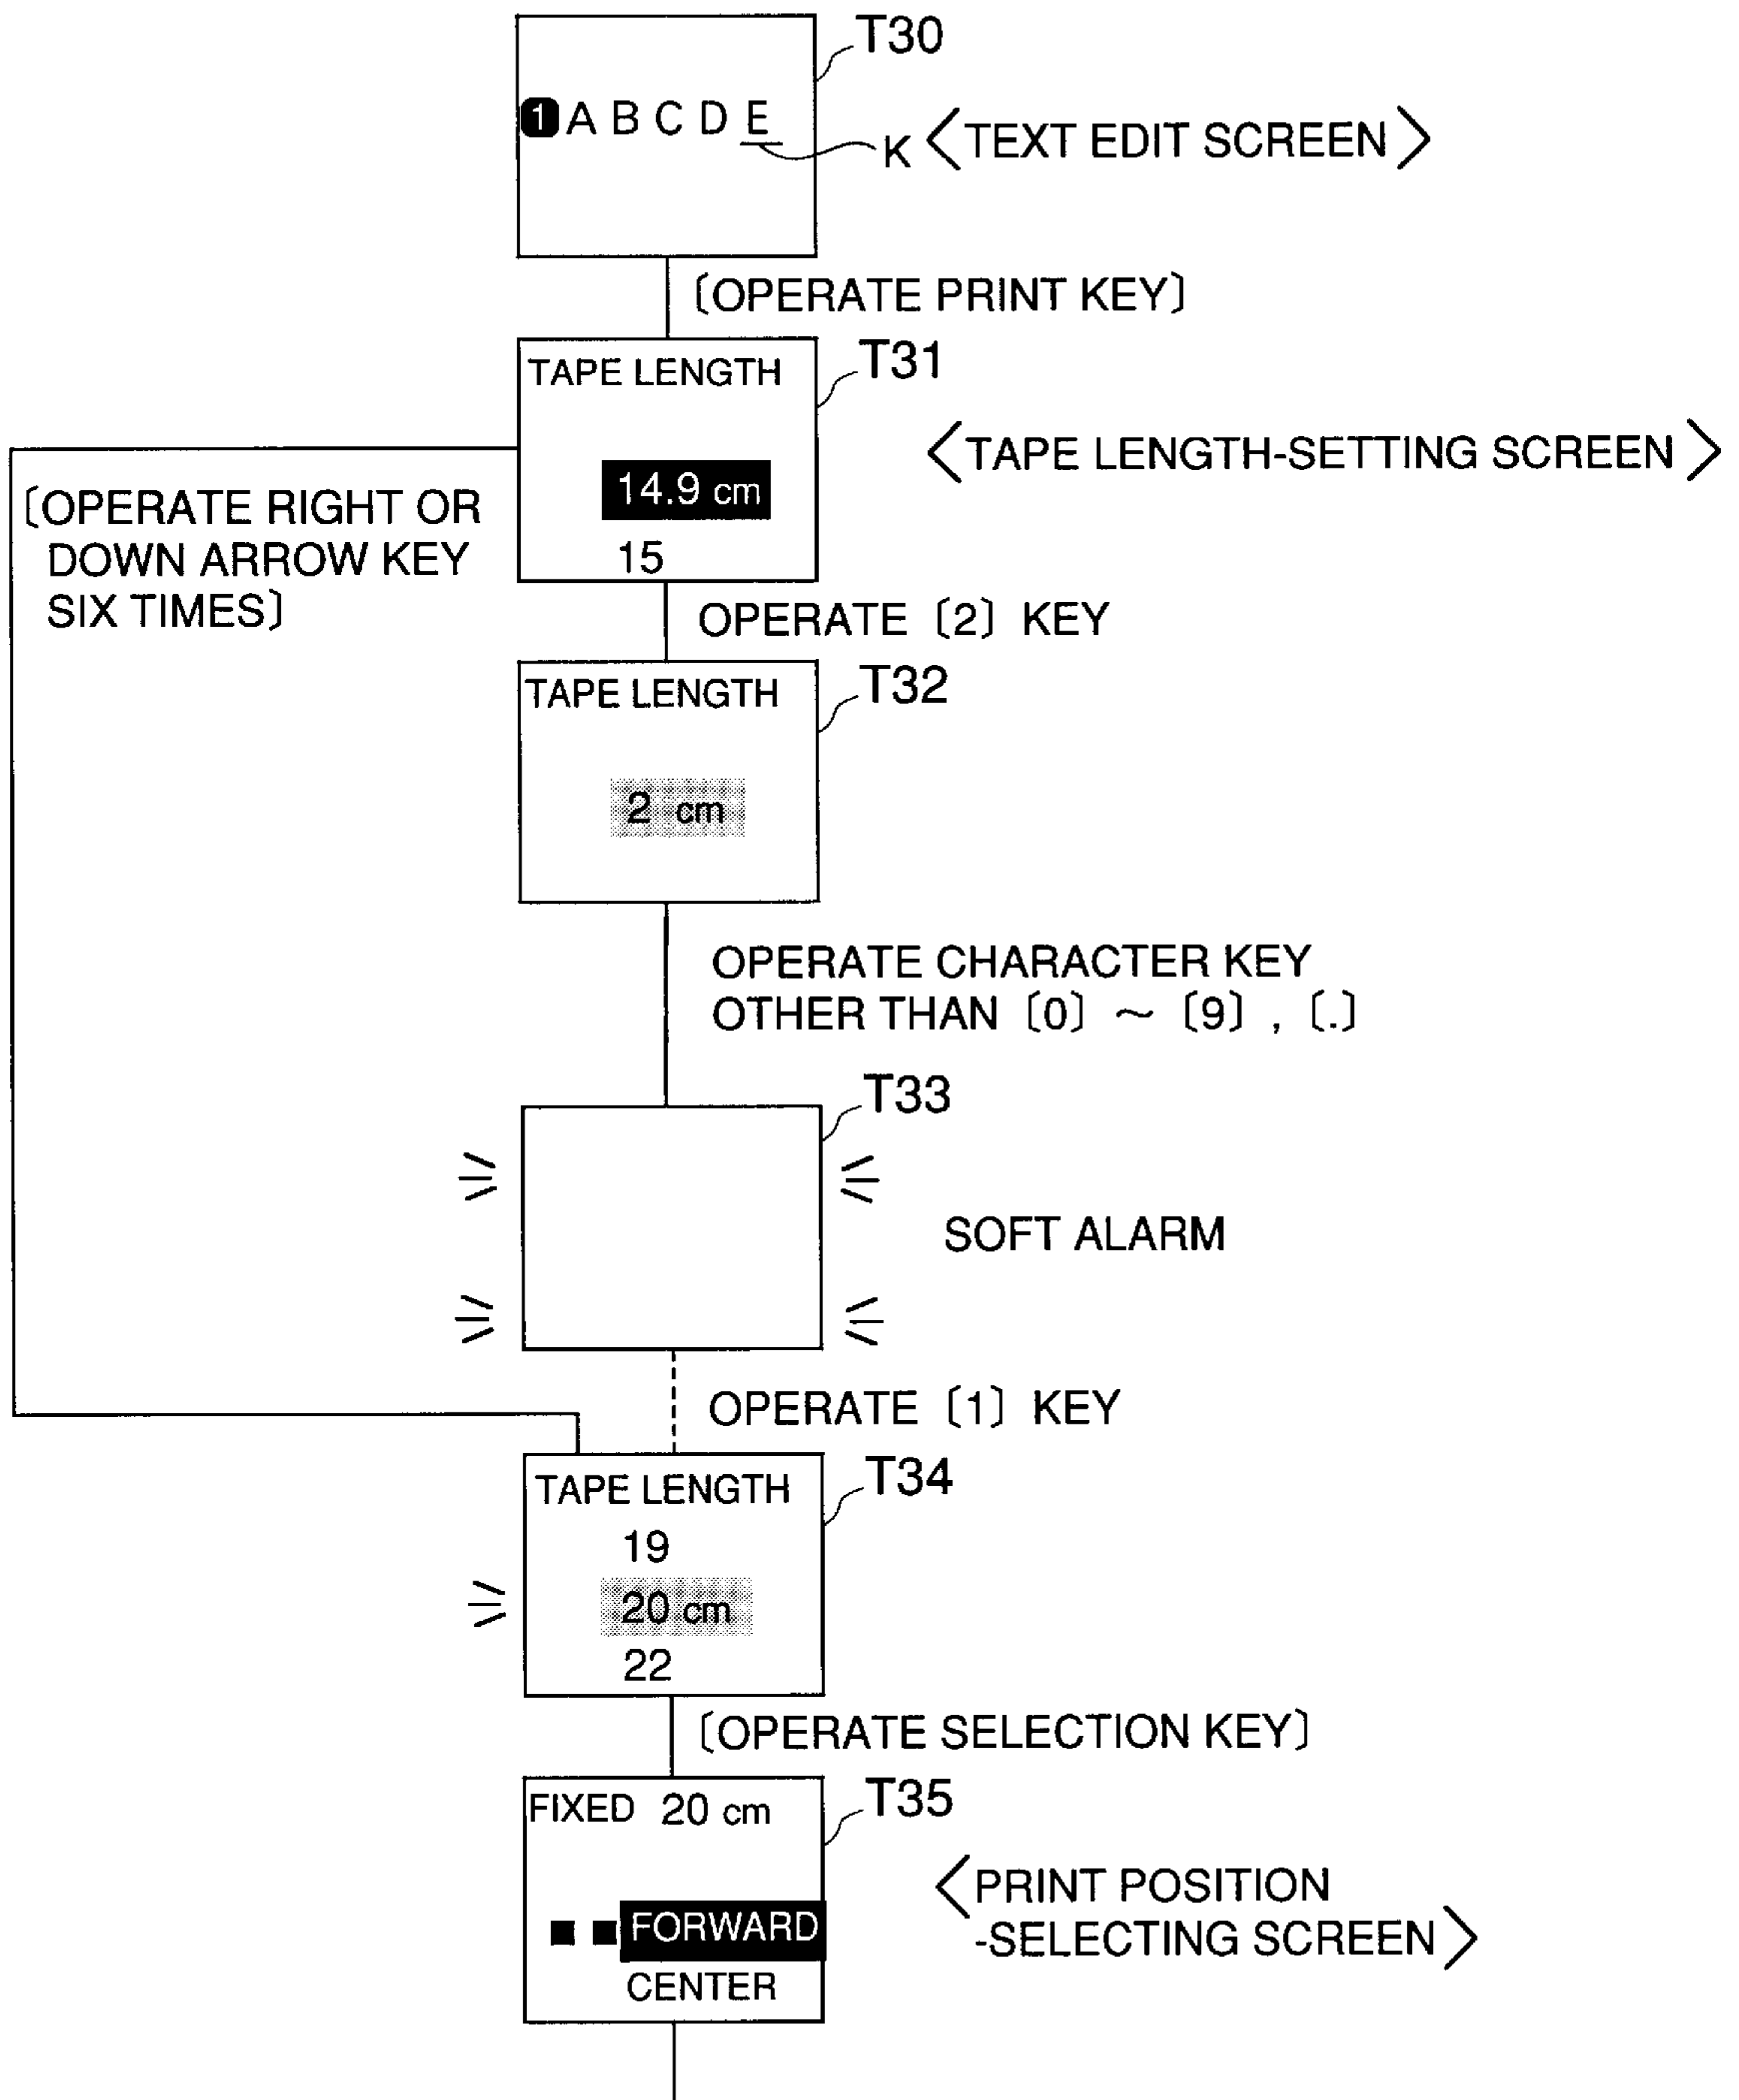 T30
1 A B C D E
K <TEXT EDIT SCREEN>
〔OPERATE PRINT KEY〕
T31
TAPE LENGTH
<TAPE LENGTH-SETTING SCREEN>
14.9 cm
15
〔OPERATE RIGHT OR
DOWN ARROW KEY
SIX TIMES〕
OPERATE 〔2〕 KEY
T32
TAPE LENGTH
2 cm
OPERATE CHARACTER KEY
OTHER THAN 〔0〕 ~ 〔9〕 , 〔.〕
T33
SOFT ALARM
OPERATE 〔1〕 KEY
T34
TAPE LENGTH
19
20 cm
22
〔OPERATE SELECTION KEY〕
T35
FIXED 20 cm
<PRINT POSITION
-SELECTING SCREEN>
■ ■ FORWARD
CENTER